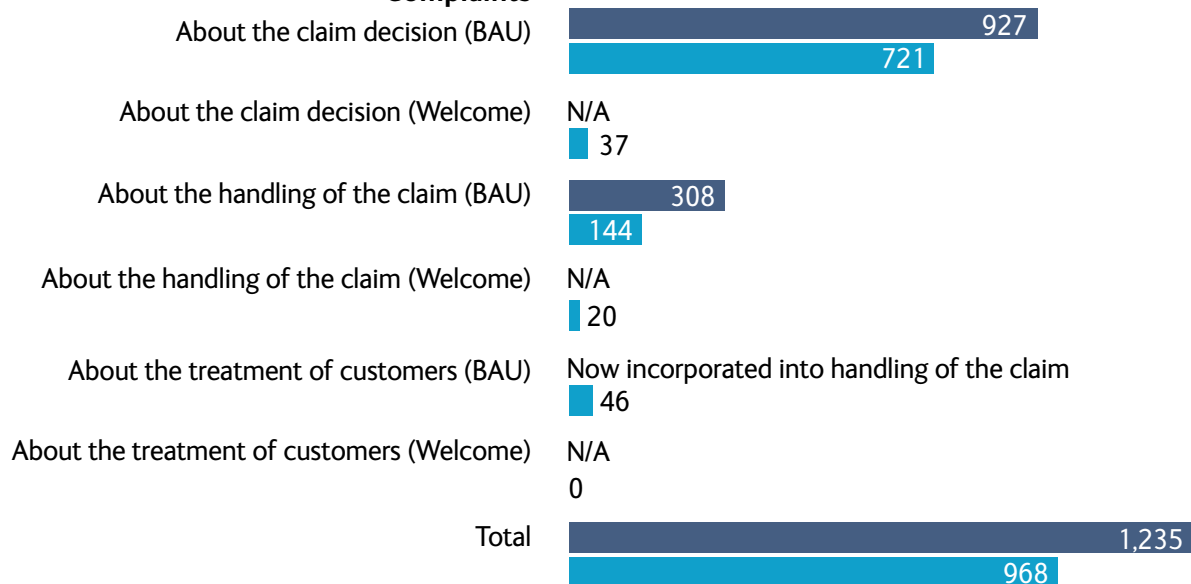 About the claim decision (BAU)
927
721
About the claim decision (Welcome)
N/A
37
About the handling of the claim (BAU)
308
144
About the handling of the claim (Welcome)
N/A
20
About the treatment of customers (BAU)
Now incorporated into handling of the claim
46
About the treatment of customers (Welcome)
N/A
0
Total
1,235
968